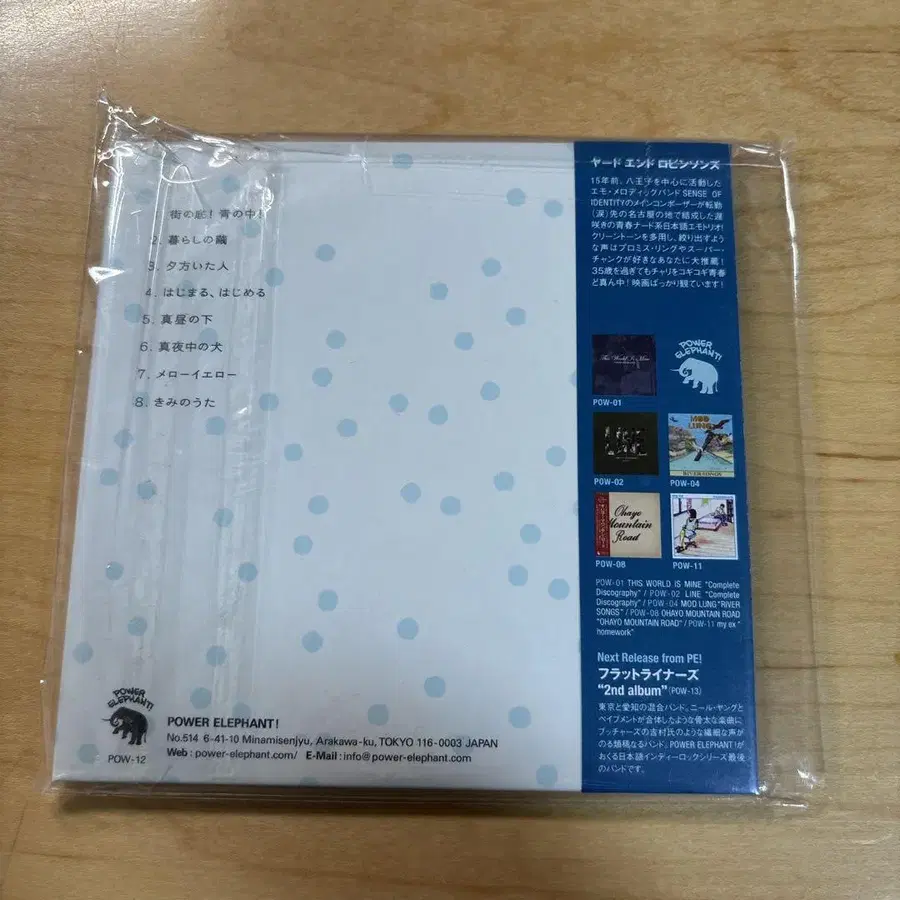 1. 街の底! 青の中!
2. 暮らしの繭
3. 夕方いた人
4. はじまる、はじめる
5. 真昼の下
6. 真夜中の犬
7. メローイエロー
8. きみのうた
POWER
ELEPHANT!
POW-12
POWER ELEPHANT!
No.514 6-41-10 Minamisenjyu, Arakawa-ku, TOKYO 116-0003 JAPAN
Web : power-elephant.com/ E-Mail : info@power-elephant.com
ヤード エンド ロビンソンズ
15年前、八王子を中心に活動した
エモ・メロディックバンドSENSE OF
IDENTITYのメインコンポーザーが転勤
(涙)先の名古屋の地で結成した遅
咲きの青春ナード系日本語エモトリオ!
クリーントーンを多用し、絞り出すよう
な声はプロミス・リングやスーパー・
チャンクが好きなあなたに大推薦!
35歳を過ぎてもチャリをコギコギ青春
ど真ん中!映画ばっかり観ています!
This World Is Mine
POW-01
POWER
ELEPHANT!
LINE
POW-02
MOD
LUNG
POW-04
Ohayo
Mountain
Road
POW-08
POW-11
POW-01 THIS WORLD IS MINE "Complete
Discography" / POW-02 LINE "Complete
Discography" / POW-04 MOD LUNG "RIVER
SONGS" / POW-08 OHAYO MOUNTAIN ROAD
"OHAYO MOUNTAIN ROAD" / POW-11 my ex "
homework"
Next Release from PE!
フラットライナーズ
"2nd album" (POW-13)
東京と愛知の混合バンド。ニール・ヤングと
ペイブメントが合体したような骨太な楽曲に
ブッチャーズの吉村氏のような繊細な声が
のる類稀なるバンド。POWER ELEPHANT!が
おくる日本語インディーロックシリーズ最後
のバンドです。